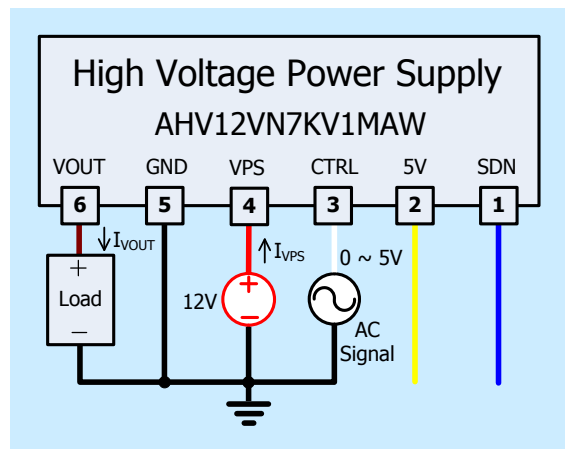 High Voltage Power Supply
AHV12VN7KV1MAW
VOUT GND VPS CTRL 5V SDN
6 5 4 3 2 1
+ IVOUT IVPS 0 ~ 5V
Load 12V + −
− AC
Signal